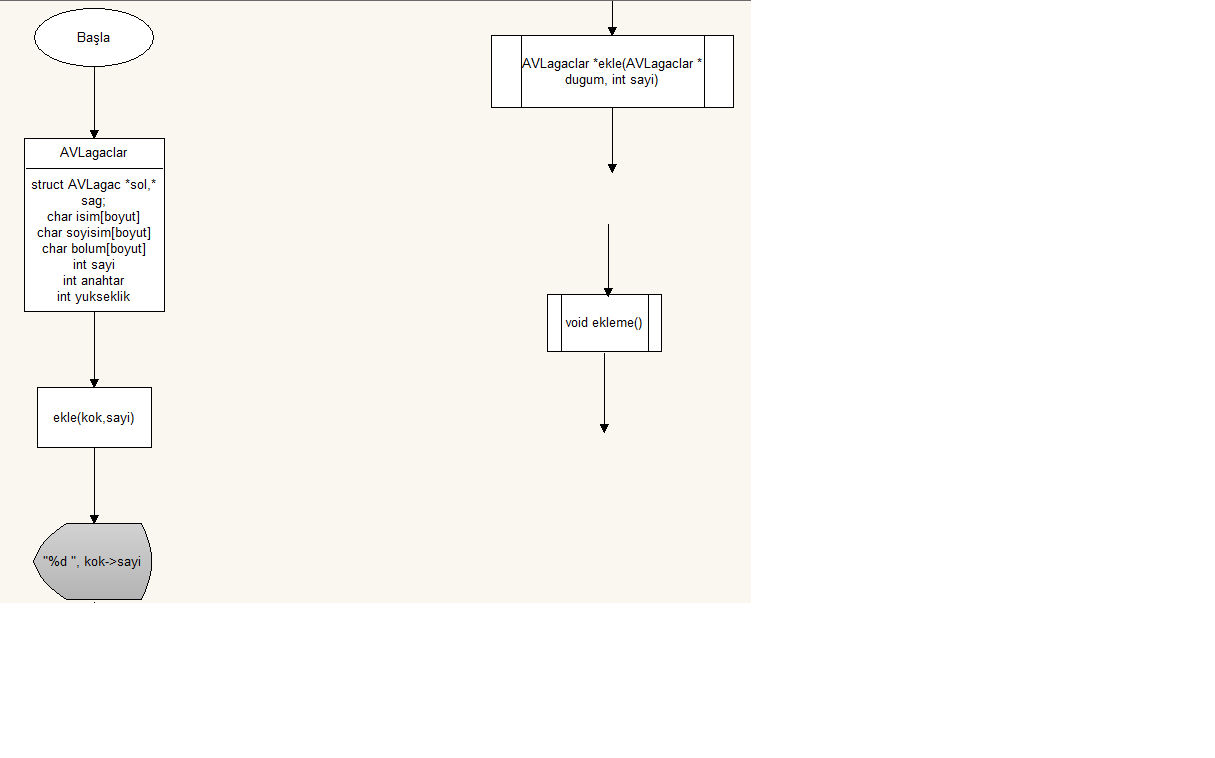 Başla
AVLagaclar
struct AVLagac *sol,*
sag;
char isim[boyut]
char soyisim[boyut]
char bolum[boyut]
int sayi
int anahtar
int yukseklik
ekle(kok,sayi)
"%d ", kok->sayi
AVLagaclar *ekle(AVLagaclar *
dugum, int sayi)
void ekleme()